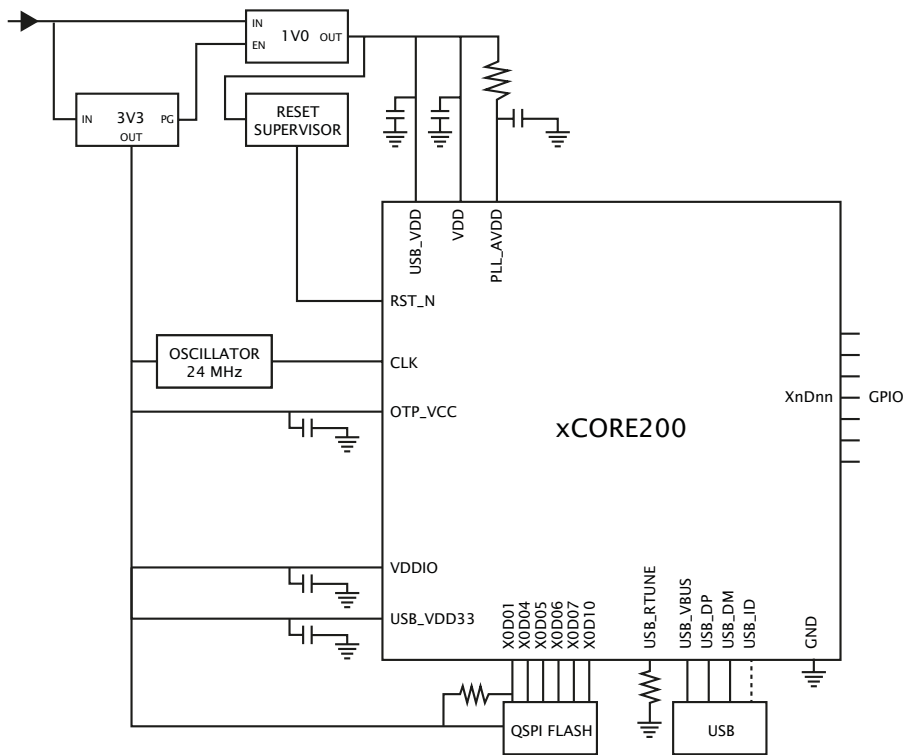 IN
1V0
OUT
EN
IN
3V3
PG
OUT
RESET
SUPERVISOR
USB_VDD
VDD
PLL_AVDD
RST_N
OSCILLATOR
24 MHz
CLK
OTP_VCC
XnDnn
GPIO
xCORE200
VDDIO
USB_VDD33
X0D01
X0D04
X0D05
X0D06
X0D07
X0D10
USB_RTUNE
USB_VBUS
USB_DP
USB_DM
USB_ID
GND
QSPI FLASH
USB